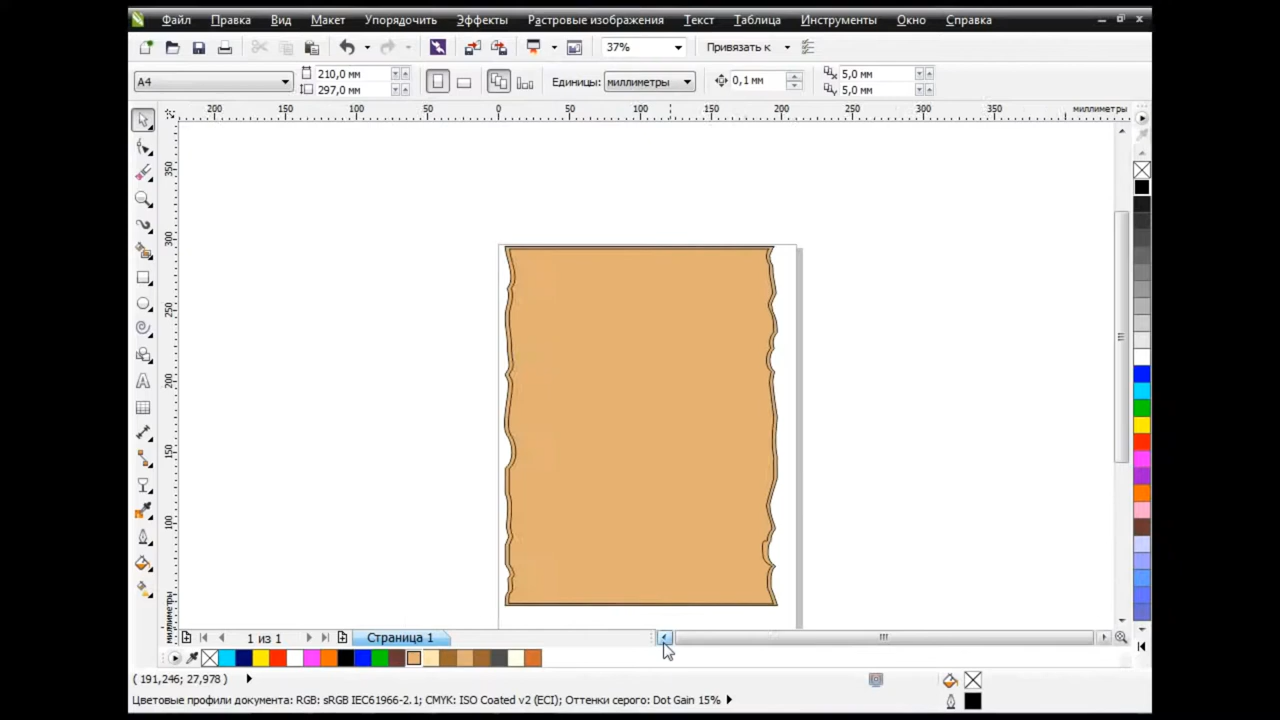 Файл Правка Вид Макет Упорядочить Эффекты Растровые изображения Текст Таблица Инструменты Окно Справка
37% Привязать к
A4 210,0 мм 297,0 мм Единицы: миллиметры 0,1 мм 5,0 мм 5,0 мм
200 150 100 50 0 50 100 150 200 250 300 350 миллиметры
350
300
250
200
150
100
миллиметры
1 из 1 Страница 1
( 191,246; 27,978 )
Цветовые профили документа: RGB: sRGB IEC61966-2.1; CMYK: ISO Coated v2 (ECI); Оттенки серого: Dot Gain 15%